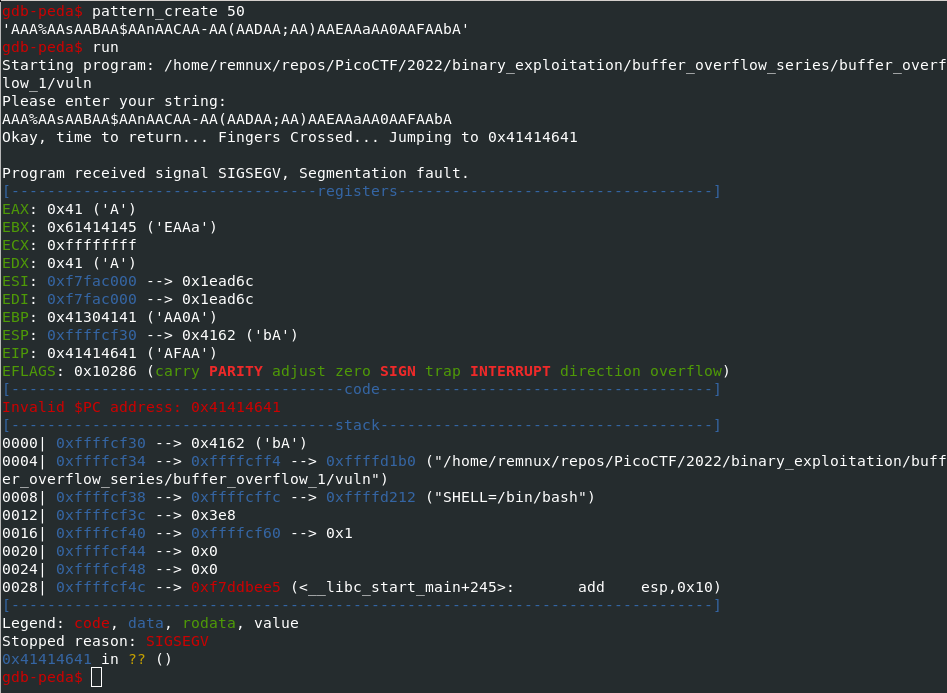 gdb-peda$ pattern_create 50
'AAA%AAsAABAA$AAnAACAA-AA(AADAA;AA)AAEAAaAA0AAFAAbA'
gdb-peda$ run
Starting program: /home/remnux/repos/PicoCTF/2022/binary_exploitation/buffer_overflow_series/buffer_overf
low_1/vuln
Please enter your string:
AAA%AAsAABAA$AAnAACAA-AA(AADAA;AA)AAEAAaAA0AAFAAbA
Okay, time to return... Fingers Crossed... Jumping to 0x41414641
Program received signal SIGSEGV, Segmentation fault.
[----------------------------------registers-----------------------------------]
EAX: 0x41 ('A')
EBX: 0x61414145 ('EAAa')
ECX: 0xffffffff
EDX: 0x41 ('A')
ESI: 0xf7fac000 --> 0x1ead6c
EDI: 0xf7fac000 --> 0x1ead6c
EBP: 0x41304141 ('AA0A')
ESP: 0xffffcf30 --> 0x4162 ('bA')
EIP: 0x41414641 ('AFAA')
EFLAGS: 0x10286 (carry PARITY adjust zero SIGN trap INTERRUPT direction overflow)
[-------------------------------------code-------------------------------------]
Invalid $PC address: 0x41414641
[------------------------------------stack-------------------------------------]
0000| 0xffffcf30 --> 0x4162 ('bA')
0004| 0xffffcf34 --> 0xffffcff4 --> 0xffffd1b0 ("/home/remnux/repos/PicoCTF/2022/binary_exploitation/buff
er_overflow_series/buffer_overflow_1/vuln")
0008| 0xffffcf38 --> 0xffffcffc --> 0xffffd212 ("SHELL=/bin/bash")
0012| 0xffffcf3c --> 0x3e8
0016| 0xffffcf40 --> 0xffffcf60 --> 0x1
0020| 0xffffcf44 --> 0x0
0024| 0xffffcf48 --> 0x0
0028| 0xffffcf4c --> 0xf7ddbee5 (<__libc_start_main+245>:       add    esp,0x10)
[------------------------------------------------------------------------------]
Legend: code, data, rodata, value
Stopped reason: SIGSEGV
0x41414641 in ?? ()
gdb-peda$